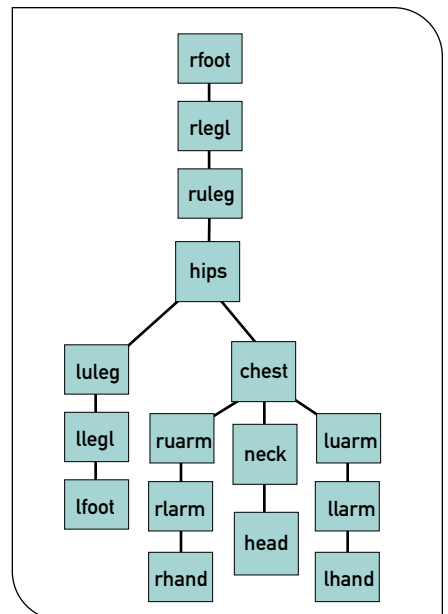 rfoot
rlegl
ruleg
hips
luleg
chest
llegl
ruarm
neck
luarm
lfoot
rlarm
head
llarm
rhand
lhand